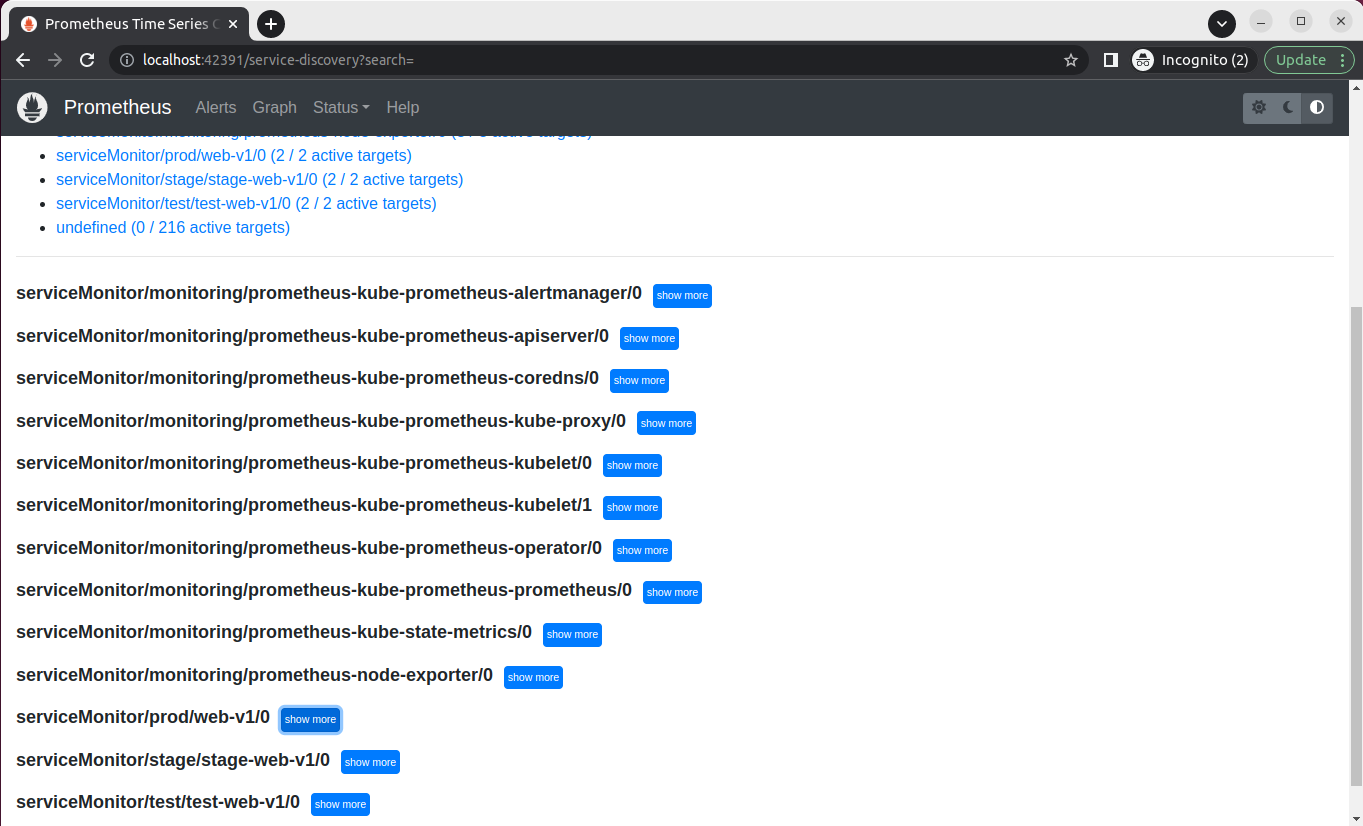 Prometheus Time Series C
localhost:42391/service-discovery?search=
Incognito (2)
Update
Prometheus
Alerts
Graph
Status
Help
serviceMonitor/monitoring/prometheus-node-exporter/0
active targets)
serviceMonitor/prod/web-v1/0 (2 / 2 active targets)
serviceMonitor/stage/stage-web-v1/0 (2 / 2 active targets)
serviceMonitor/test/test-web-v1/0 (2 / 2 active targets)
undefined (0 / 216 active targets)
serviceMonitor/monitoring/prometheus-kube-prometheus-alertmanager/0 show more
serviceMonitor/monitoring/prometheus-kube-prometheus-apiserver/0 show more
serviceMonitor/monitoring/prometheus-kube-prometheus-coredns/0 show more
serviceMonitor/monitoring/prometheus-kube-prometheus-kube-proxy/0 show more
serviceMonitor/monitoring/prometheus-kube-prometheus-kubelet/0 show more
serviceMonitor/monitoring/prometheus-kube-prometheus-kubelet/1 show more
serviceMonitor/monitoring/prometheus-kube-prometheus-operator/0 show more
serviceMonitor/monitoring/prometheus-kube-prometheus-prometheus/0 show more
serviceMonitor/monitoring/prometheus-kube-state-metrics/0 show more
serviceMonitor/monitoring/prometheus-node-exporter/0 show more
serviceMonitor/prod/web-v1/0 show more
serviceMonitor/stage/stage-web-v1/0 show more
serviceMonitor/test/test-web-v1/0 show more